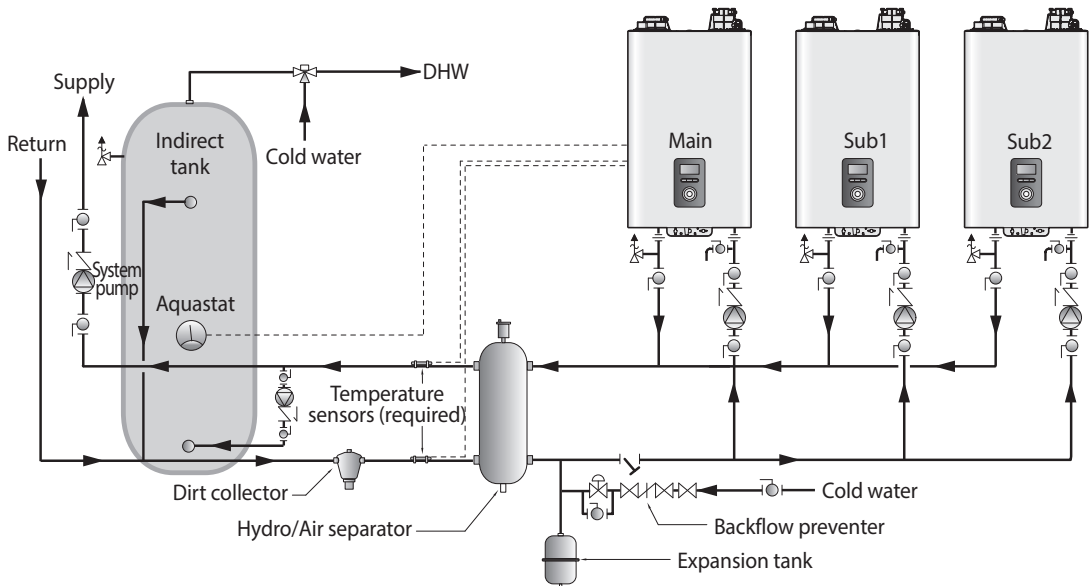 Supply
Return
Indirect
tank
DHW
Cold water
Main
Sub1
Sub2
System
pump
Aquastat
Temperature
sensors (required)
Dirt collector
Hydro/Air separator
Cold water
Backflow preventer
Expansion tank